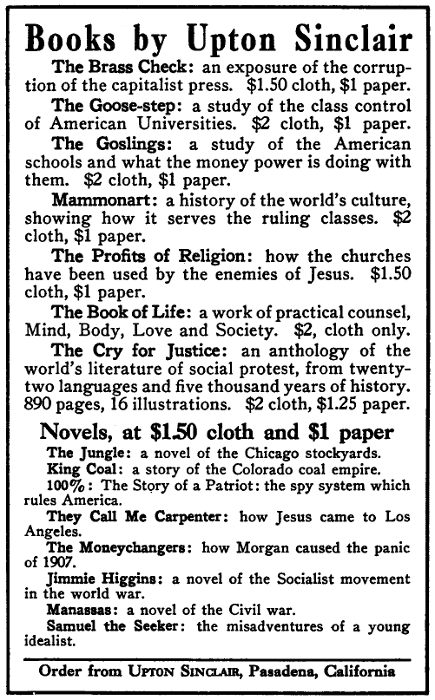 Books by Upton Sinclair
The Brass Check: an exposure of the corrup-
tion of the capitalist press. $1.50 cloth, $1 paper.
The Goose-step: a study of the class control
of American Universities. $2 cloth, $1 paper.
The Goslings: a study of the American
schools and what the money power is doing with
them. $2 cloth, $1 paper.
Mammonart: a history of the world's culture,
showing how it serves the ruling classes. $2
cloth, $1 paper.
The Profits of Religion: how the churches
have been used by the enemies of Jesus. $1.50
cloth, $1 paper.
The Book of Life: a work of practical counsel,
Mind, Body, Love and Society. $2, cloth only.
The Cry for Justice: an anthology of the
world's literature of social protest, from twenty-
two languages and five thousand years of history.
890 pages, 16 illustrations. $2 cloth, $1.25 paper.
Novels, at $1.50 cloth and $1 paper
The Jungle: a novel of the Chicago stockyards.
King Coal: a story of the Colorado coal empire.
100%: The Story of a Patriot: the spy system which
rules America.
They Call Me Carpenter: how Jesus came to Los
Angeles.
The Moneychangers: how Morgan caused the panic
of 1907.
Jimmie Higgins: a novel of the Socialist movement
in the world war.
Manassas: a novel of the Civil war.
Samuel the Seeker: the misadventures of a young
idealist.
Order from UPTON SINCLAIR, Pasadena, California